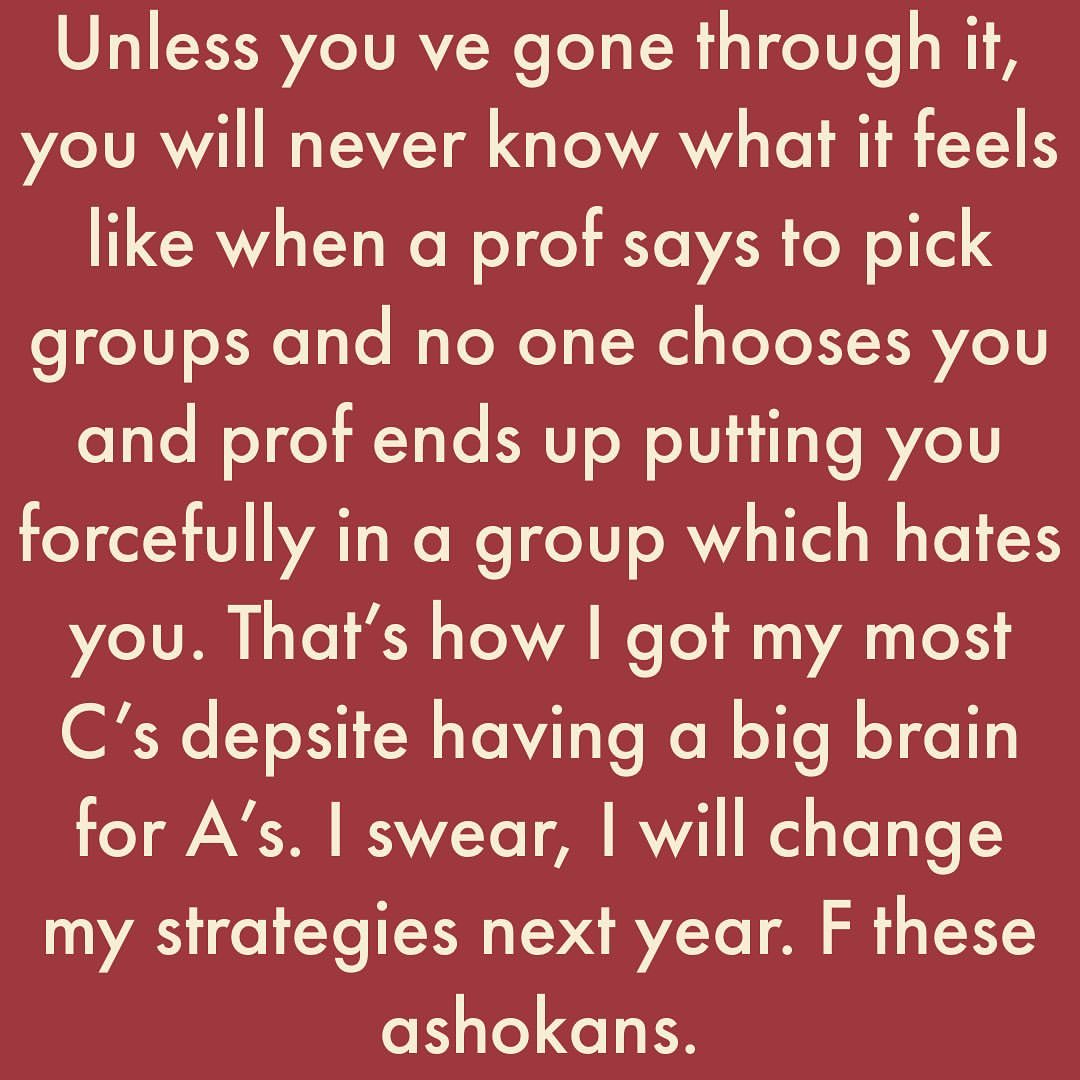 Unless you ve gone through it,
you will never know what it feels
like when a prof says to pick
groups and no one chooses you
and prof ends up putting you
forcefully in a group which hates
you. That’s how I got my most
C’s depsite having a big brain
for A’s. I swear, I will change
my strategies next year. F these
ashokans.